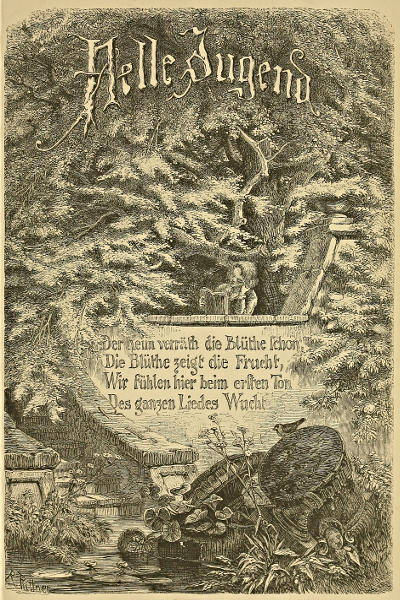 Helle Jugend
Der Keim verräth die Blüthe ſchon,
Die Blüthe zeigt die Frucht,
Wir fühlen hier beim erſten Ton
Des ganzen Liedes Wucht.